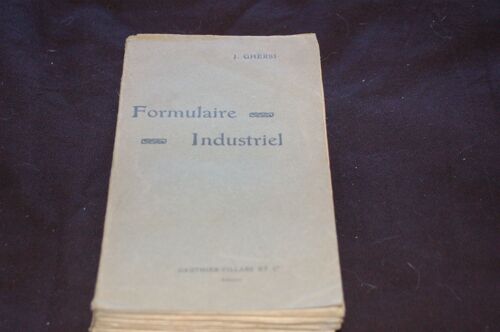 J. GHERSI
Formulaire
Industriel
GAUTHIER-VILLARS ET Cie